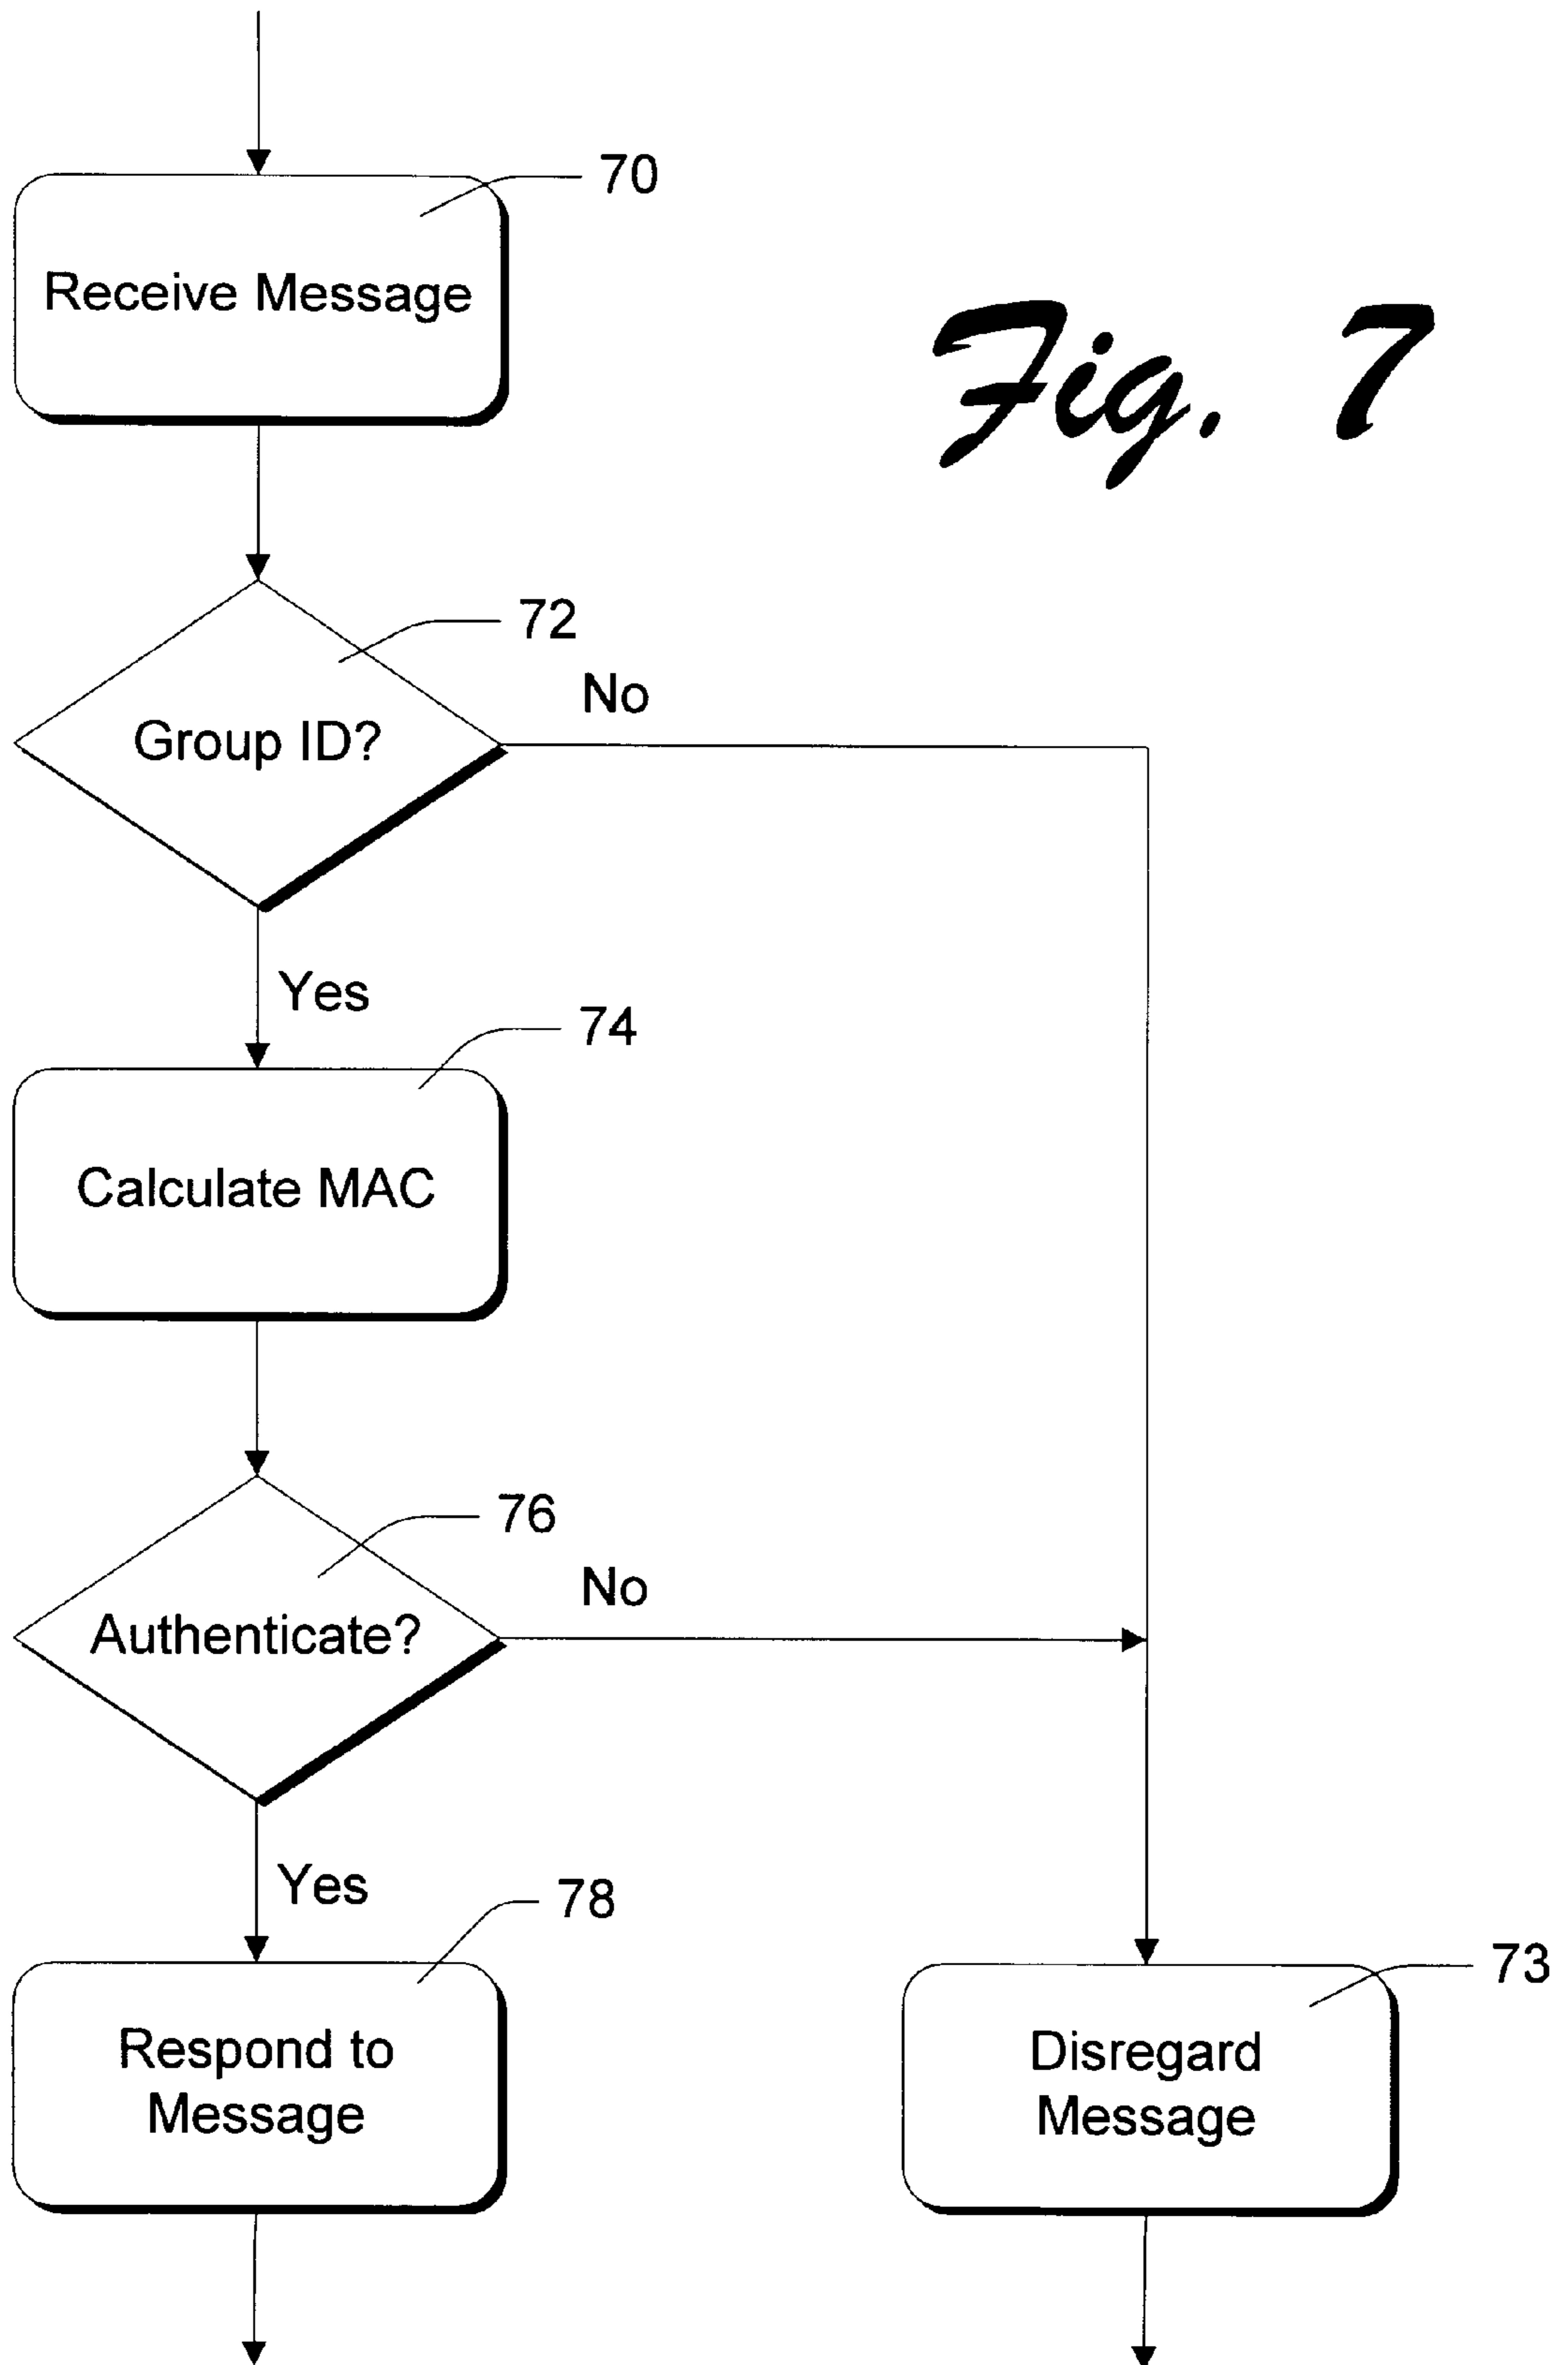 70
Receive Message
Fig. 7
72
No
Group ID?
Yes
74
Calculate MAC
76
No
Authenticate?
Yes
78
73
Respond to
Message
Disregard
Message